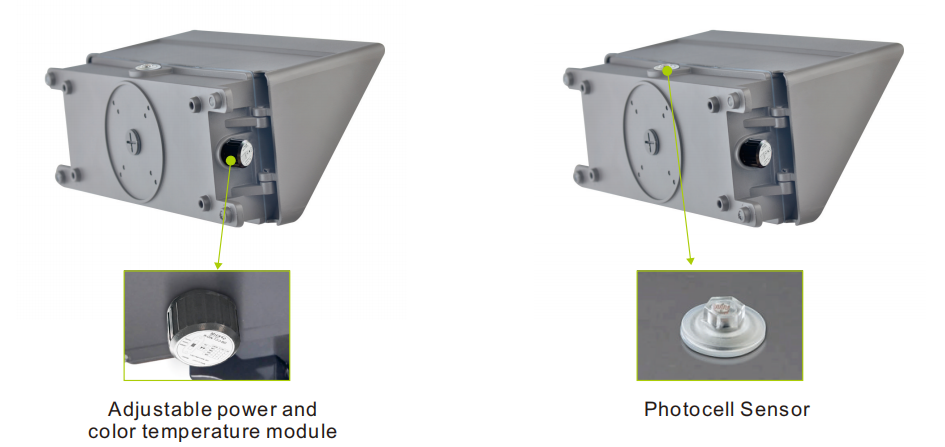 Adjustable power and
color temperature module
Photocell Sensor